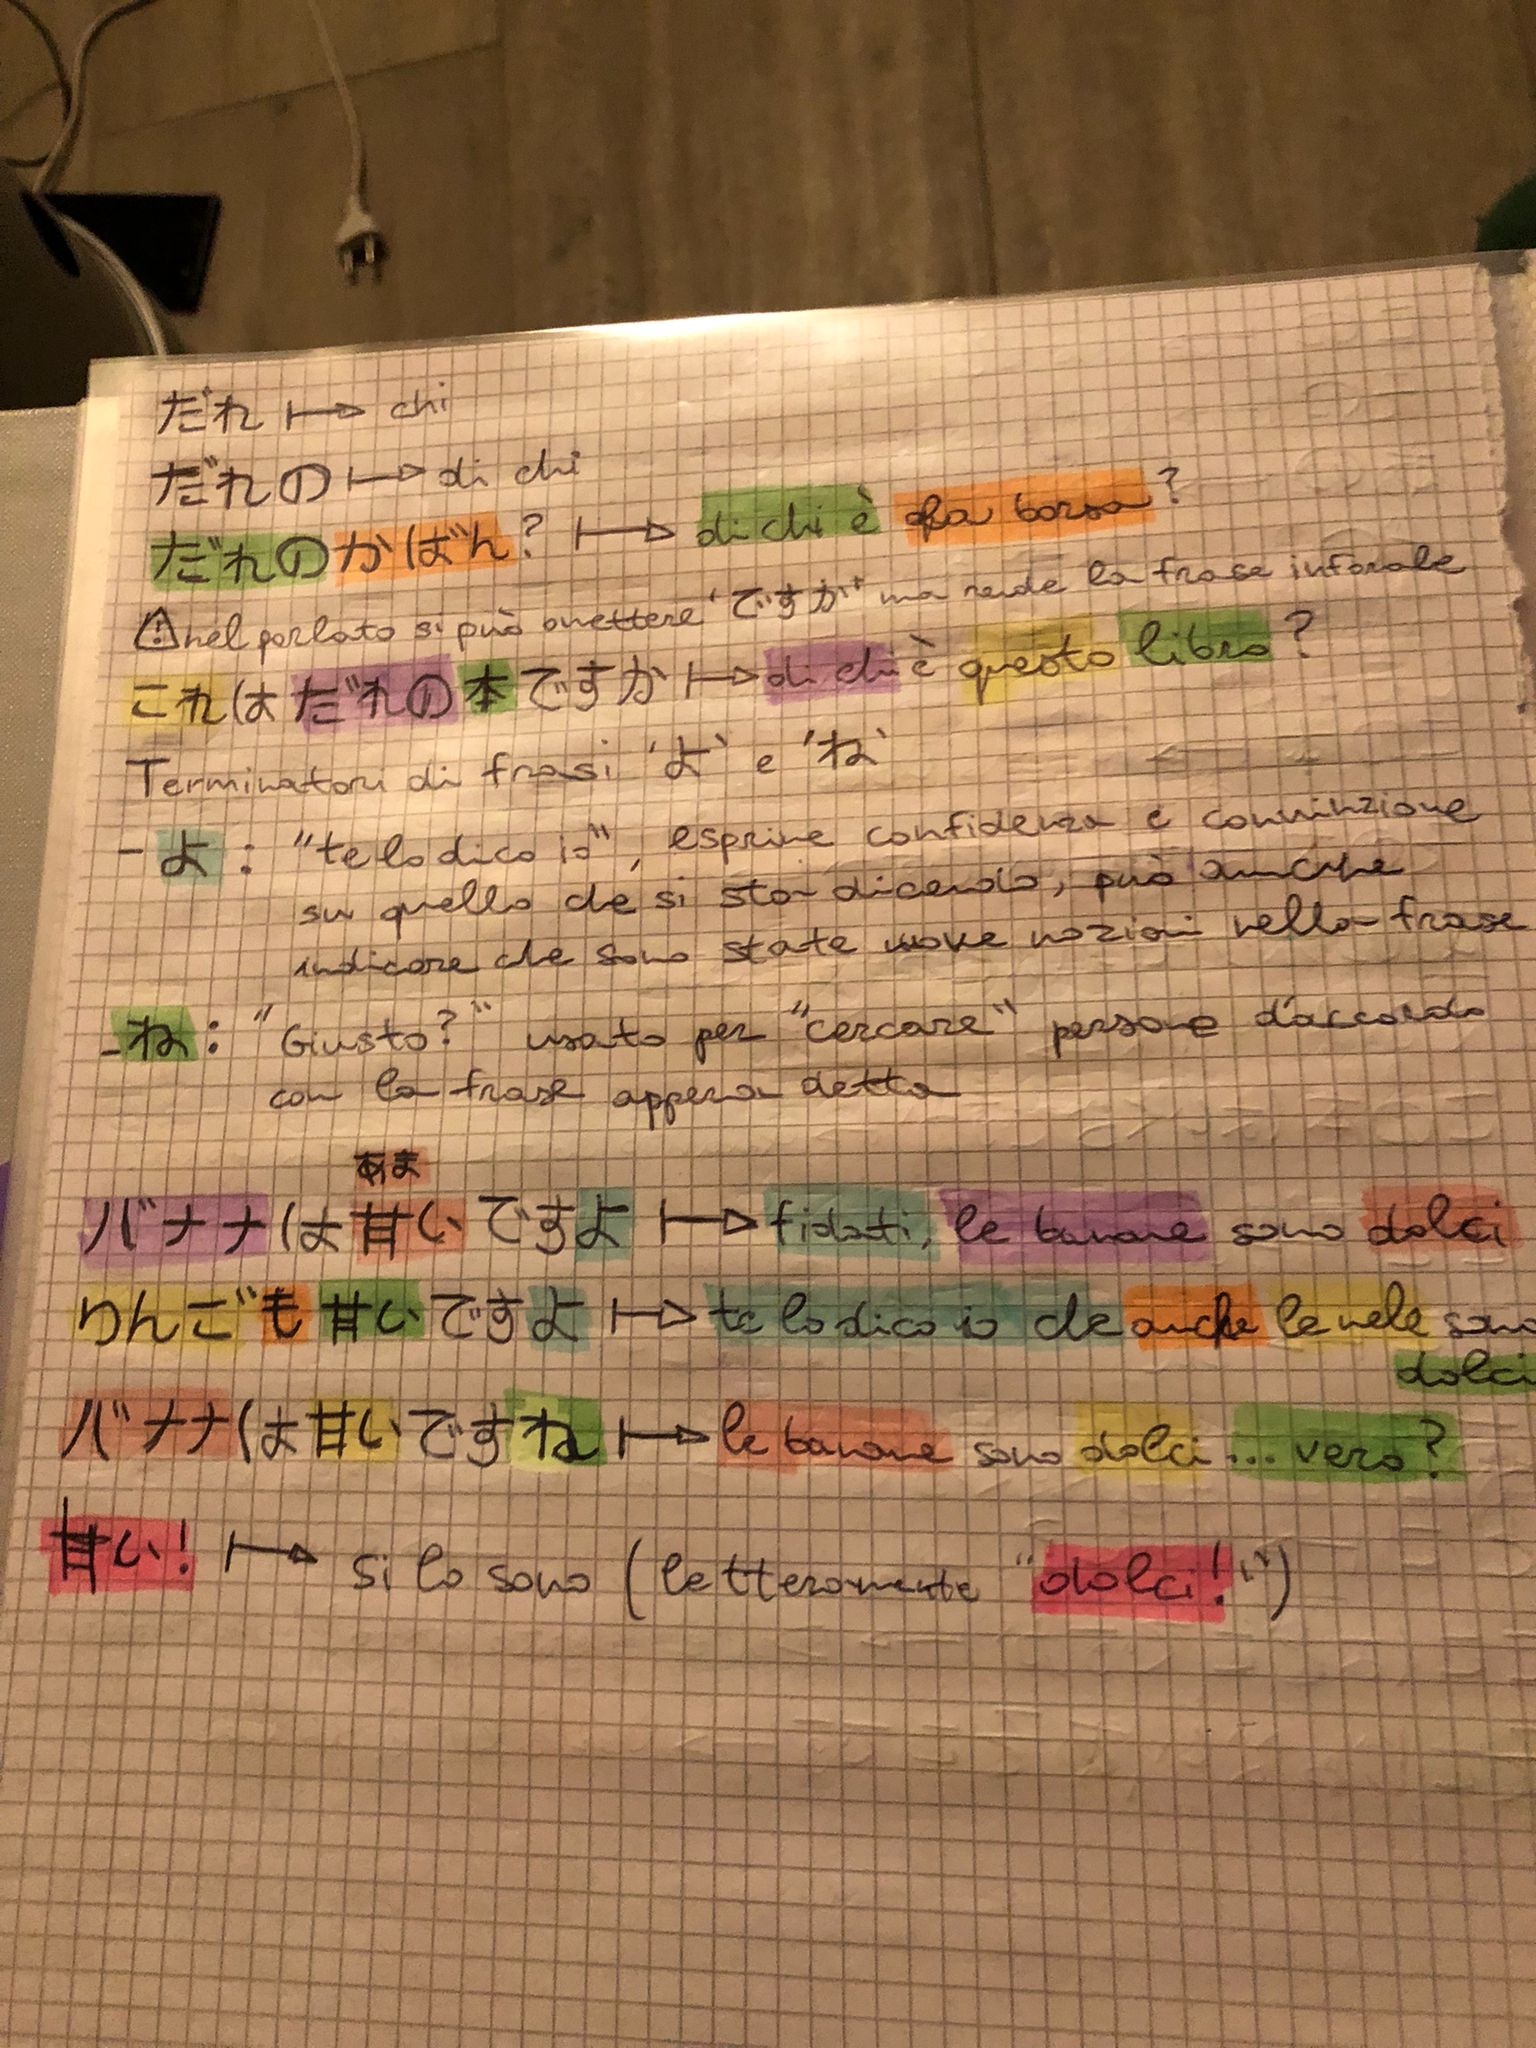 だれ ↦ chi
だれの ↦ di chi
だれのかばん? ↦ di chi è la borsa?
⚠ nel parlato si può omettere "ですか" ma rende la frase informale
これはだれの本ですか ↦ di chi è questo libro?
Terminatori di frasi 'よ' e 'ね'
- よ: "te lo dico io", esprime confidenza e convinzione
su quello che si sta dicendo, può anche
indicare che sono state nuove nozioni nella frase
- ね: "Giusto?" usato per "cercare" persone d'accordo
con la frase appena detta
あま
バナナは甘いですよ ↦ fidati, le banane sono dolci
りんごも甘いですよ ↦ te lo dico io che anche le mele sono
dolci
バナナは甘いですね ↦ le banane sono dolci... vero?
甘い! ↦ si lo sono (letteralmente "dolci!")